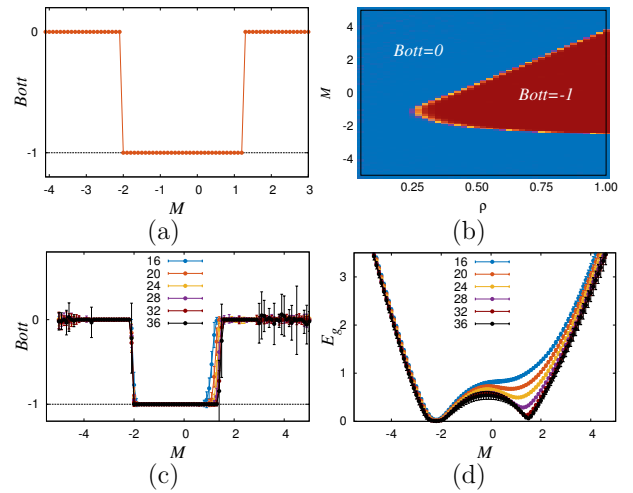 0
-1
Bott
-4 -3 -2 -1 0 1 2 3
M
(a)
4
2
0
-2
-4
M
Bott=0
Bott=-1
0.25 0.50 0.75 1.00
ρ
(b)
16
20
24
28
32
36
0
-1
Bott
-4 -2 0 2 4
M
(c)
16
20
24
28
32
36
3
2
1
0
E_g
-4 -2 0 2 4
M
(d)